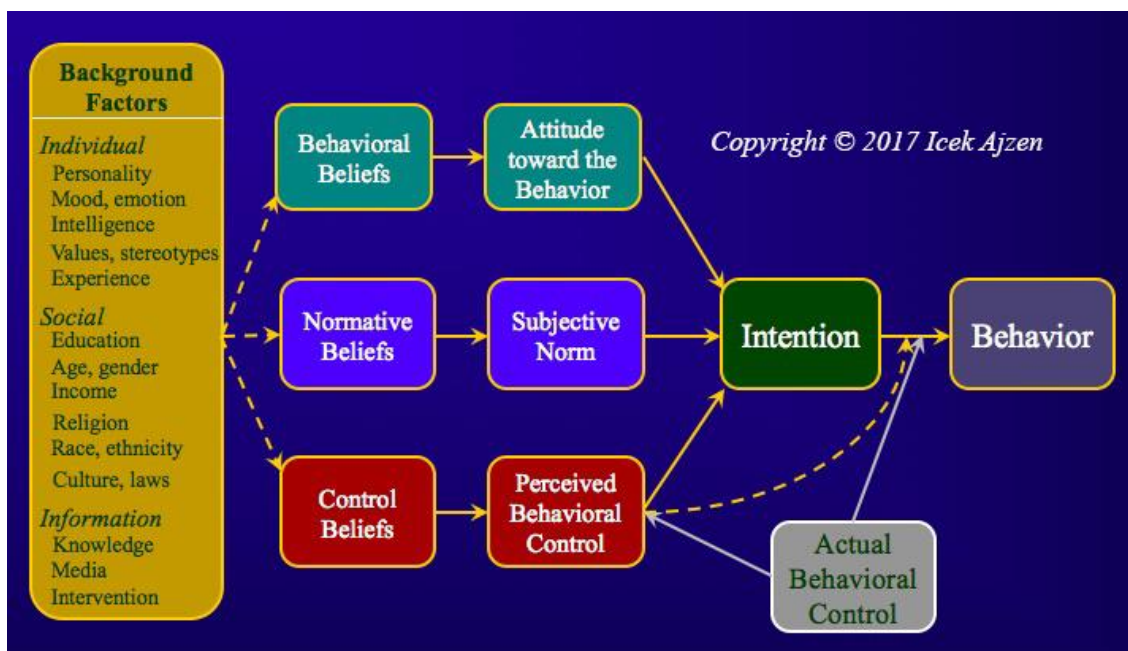 Background
Factors
Individual
Personality
Mood, emotion
Intelligence
Values, stereotypes
Experience
Social
Education
Age, gender
Income
Religion
Race, ethnicity
Culture, laws
Information
Knowledge
Media
Intervention
Behavioral
Beliefs
Attitude
toward the
Behavior
Copyright © 2017 Icek Ajzen
Normative
Beliefs
Subjective
Norm
Intention
Behavior
Control
Beliefs
Perceived
Behavioral
Control
Actual
Behavioral
Control